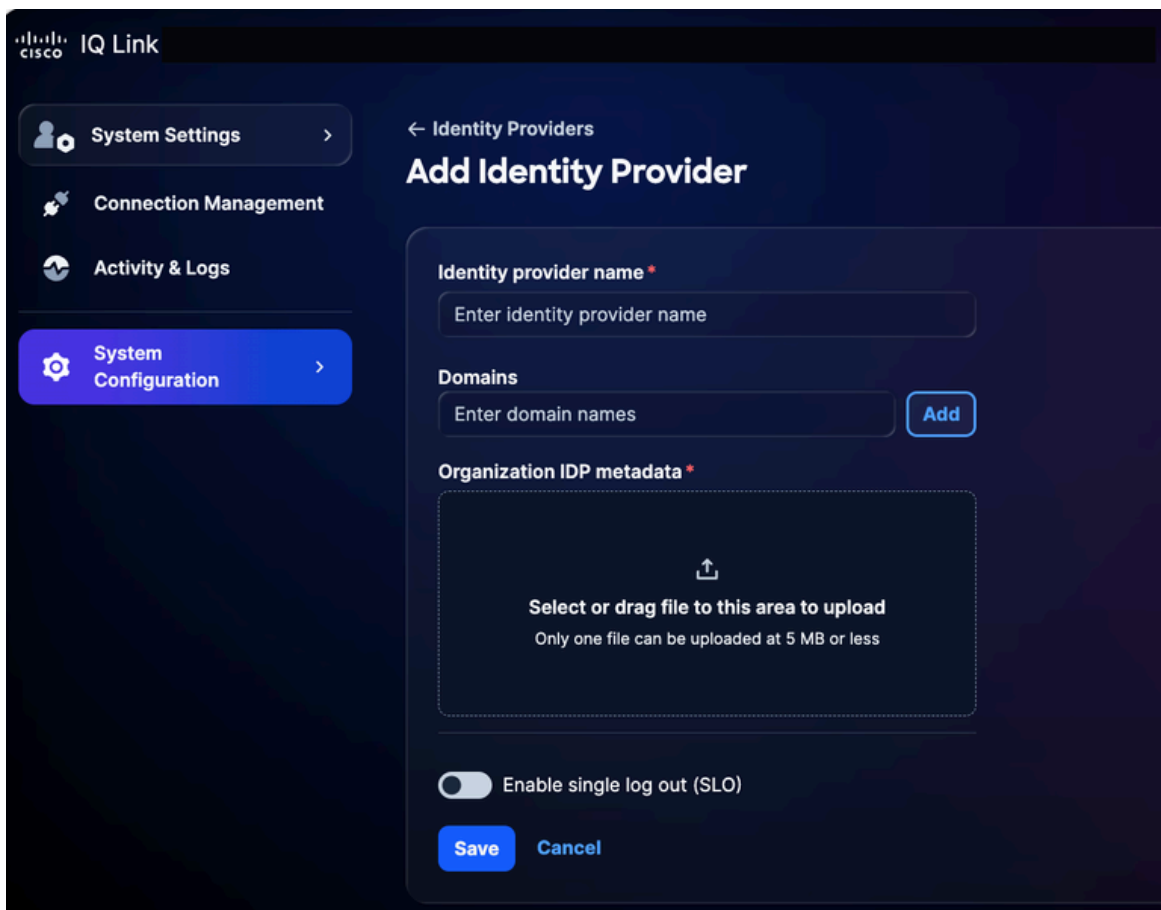 cisco IQ Link
System Settings
Connection Management
Activity & Logs
System
Configuration
← Identity Providers
Add Identity Provider
Identity provider name *
Enter identity provider name
Domains
Enter domain names
Add
Organization IDP metadata *
Select or drag file to this area to upload
Only one file can be uploaded at 5 MB or less
Enable single log out (SLO)
Save Cancel